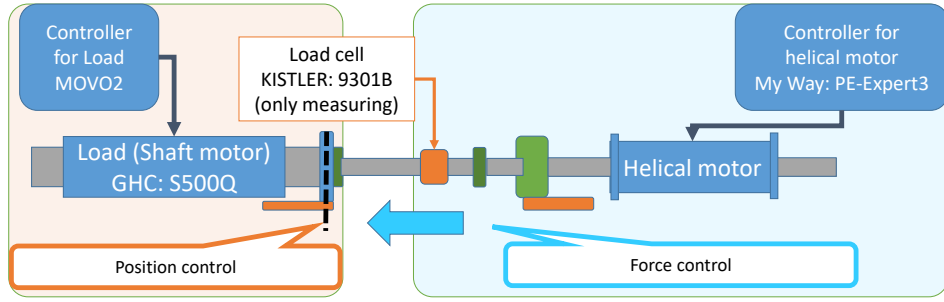 Controller
for Load
MOVO2
Load cell
KISTLER: 9301B
(only measuring)
Controller for
helical motor
My Way: PE-Expert3
Load (Shaft motor)
GHC: S500Q
Helical motor
Position control
Force control